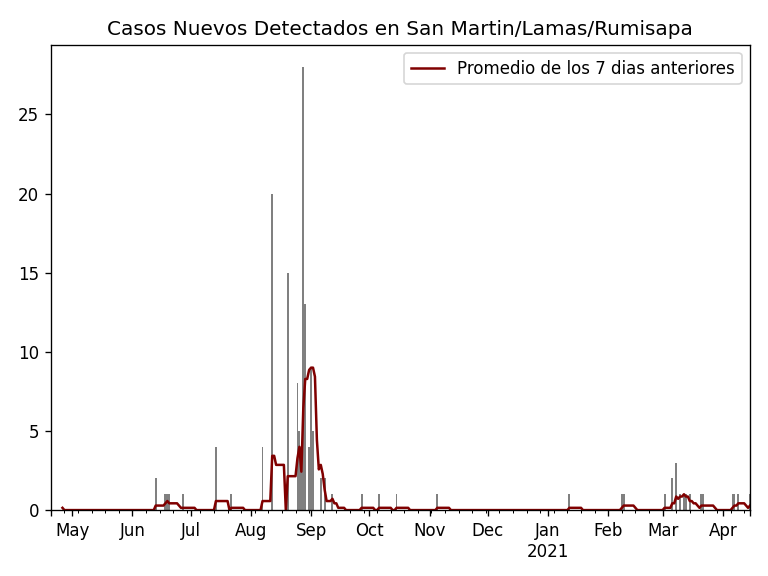 Casos Nuevos Detectados en San Martin/Lamas/Rumisapa
Promedio de los 7 dias anteriores
25
20
15
10
5
0
May Jun Jul Aug Sep Oct Nov Dec Jan Feb Mar Apr
2021